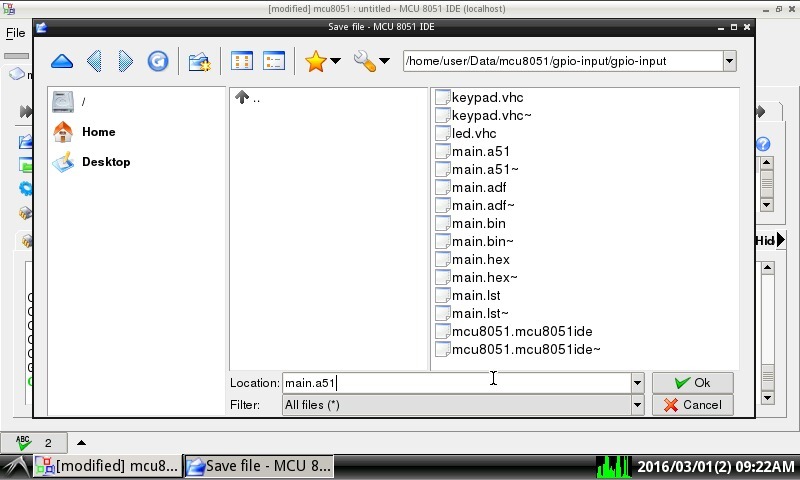 [modified] mcu8051 : untitled - MCU 8051 IDE (localhost)
Save file - MCU 8051 IDE
File
/home/user/Data/mcu8051/gpio-input/gpio-input
/
Home
Desktop
..
keypad.vhc
keypad.vhc~
led.vhc
main.a51
main.a51~
main.adf
main.adf~
main.bin
main.bin~
main.hex
main.hex~
main.lst
main.lst~
mcu8051.mcu8051ide
mcu8051.mcu8051ide~
Hid
Location: main.a51
Ok
Filter: All files (*)
Cancel
ABC 2
[modified] mcu8...
Save file - MCU 8...
2016/03/01(2) 09:22AM